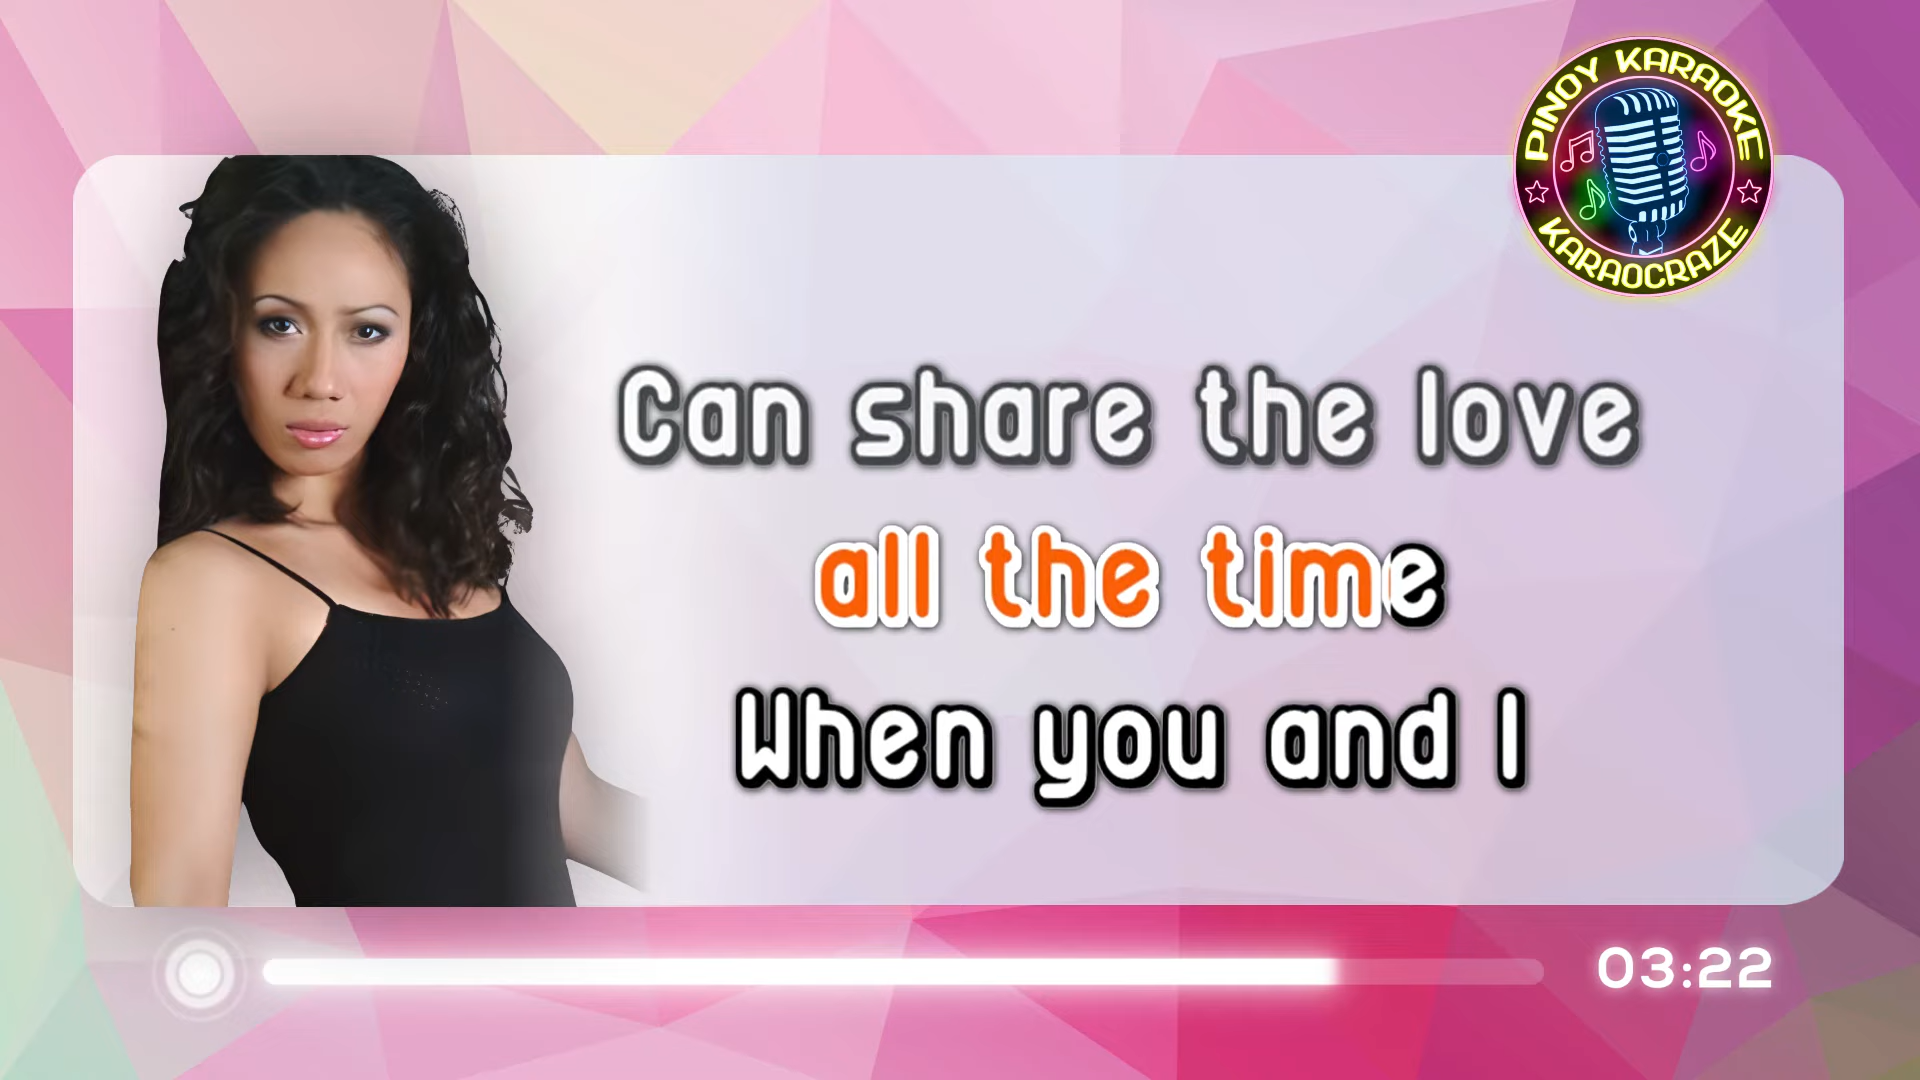 PINOY KARAOKE
KARAOCRAZE
Can share the love
all the time
When you and I
03:22